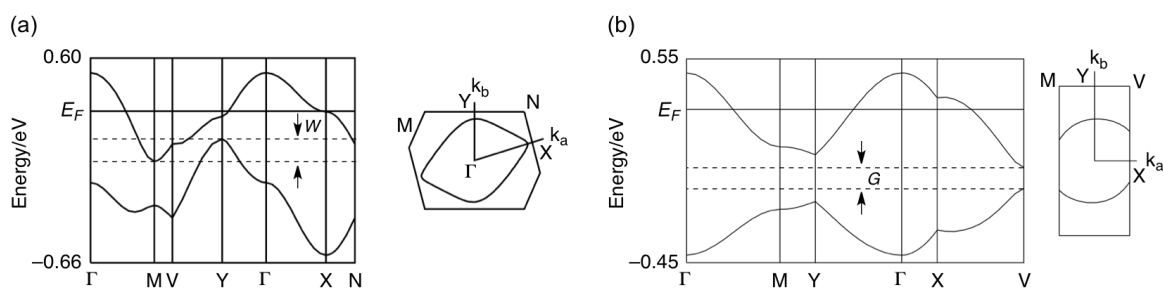 (a)
0.60
E_F
Energy/eV
–0.66
W
Γ M V Y Γ X N
k_b
Y N
M
k_a
X
Γ
(b)
0.55
E_F
Energy/eV
–0.45
G
Γ M Y Γ X V
k_b
M Y V
k_a
X